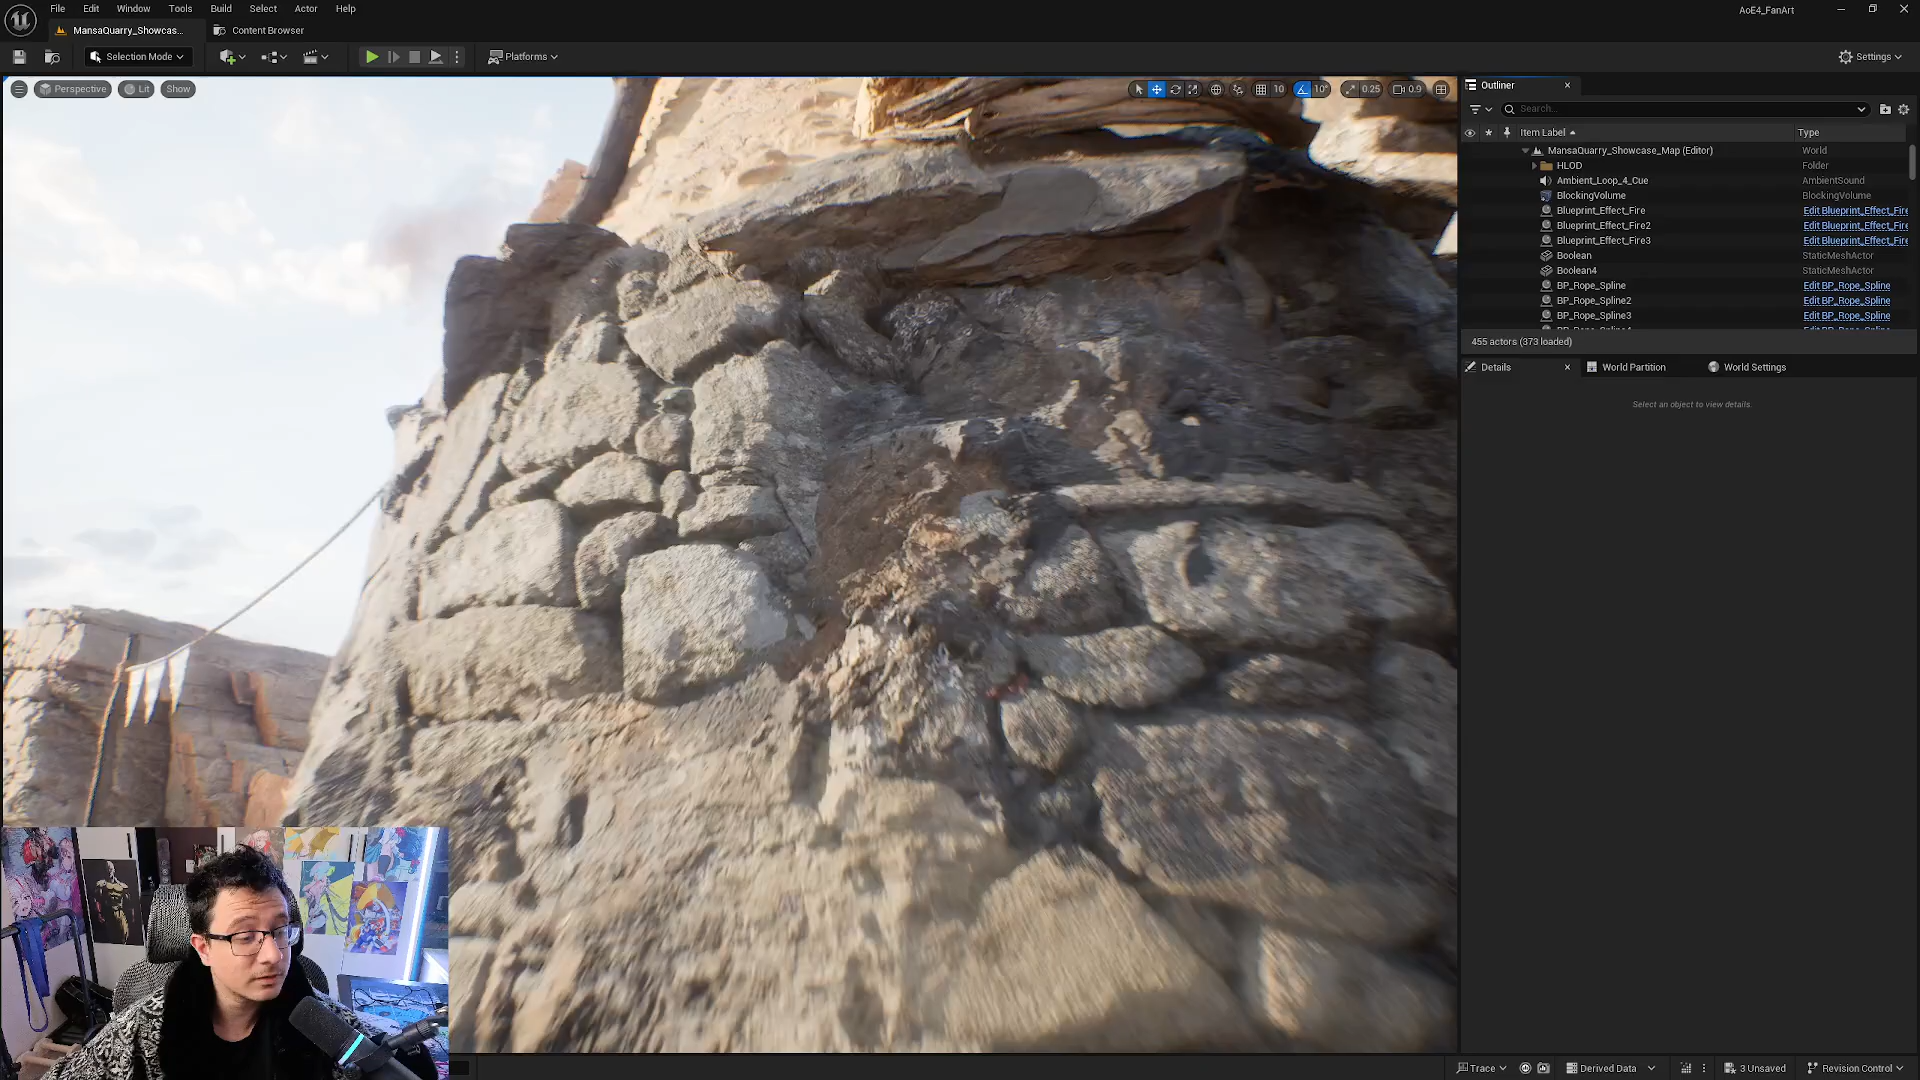 File Edit Window Tools Build Select Actor Help
AoE4_FanArt
MansaQuarry_Showcas...
Content Browser
Selection Mode
Platforms
Settings
Perspective
Lit
Show
10
10°
0.25
0.9
Outliner
Search...
Item Label
Type
MansaQuarry_Showcase_Map (Editor) World
HLOD Folder
Ambient_Loop_4_Cue AmbientSound
BlockingVolume BlockingVolume
Blueprint_Effect_Fire Edit Blueprint_Effect_Fire
Blueprint_Effect_Fire2 Edit Blueprint_Effect_Fire
Blueprint_Effect_Fire3 Edit Blueprint_Effect_Fire
Boolean StaticMeshActor
Boolean4 StaticMeshActor
BP_Rope_Spline Edit BP_Rope_Spline
BP_Rope_Spline2 Edit BP_Rope_Spline
BP_Rope_Spline3 Edit BP_Rope_Spline
BP_Rope_Spline4 Edit BP_Rope_Spline
455 actors (373 loaded)
Details
World Partition
World Settings
Select an object to view details.
Trace
Derived Data
3 Unsaved
Revision Control